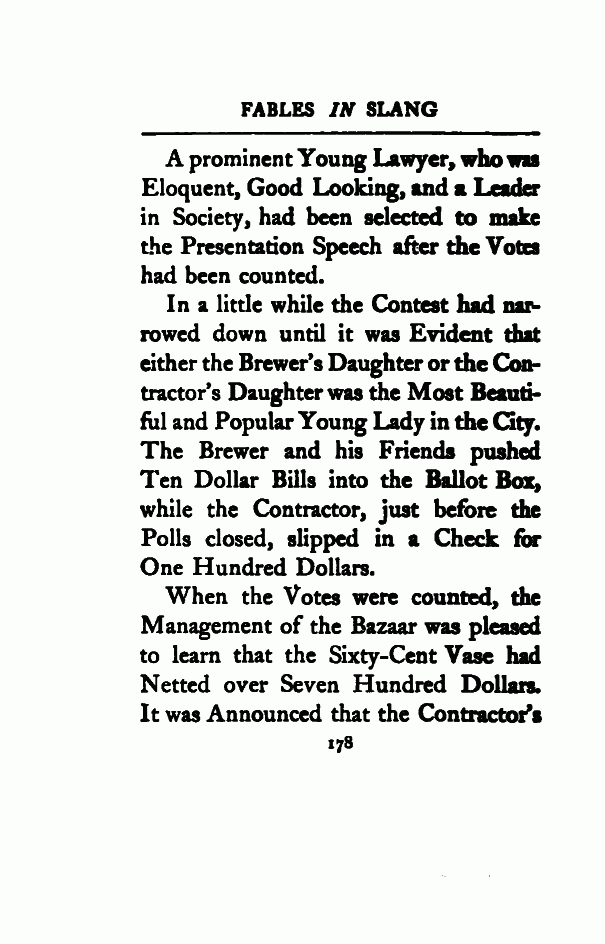 FABLES IN SLANG
A prominent Young Lawyer, who was
Eloquent, Good Looking, and a Leader
in Society, had been selected to make
the Presentation Speech after the Votes
had been counted.
In a little while the Contest had nar-
rowed down until it was Evident that
either the Brewer's Daughter or the Con-
tractor's Daughter was the Most Beauti-
ful and Popular Young Lady in the City.
The Brewer and his Friends pushed
Ten Dollar Bills into the Ballot Box,
while the Contractor, just before the
Polls closed, slipped in a Check for
One Hundred Dollars.
When the Votes were counted, the
Management of the Bazaar was pleased
to learn that the Sixty-Cent Vase had
Netted over Seven Hundred Dollars.
It was Announced that the Contractor's
178